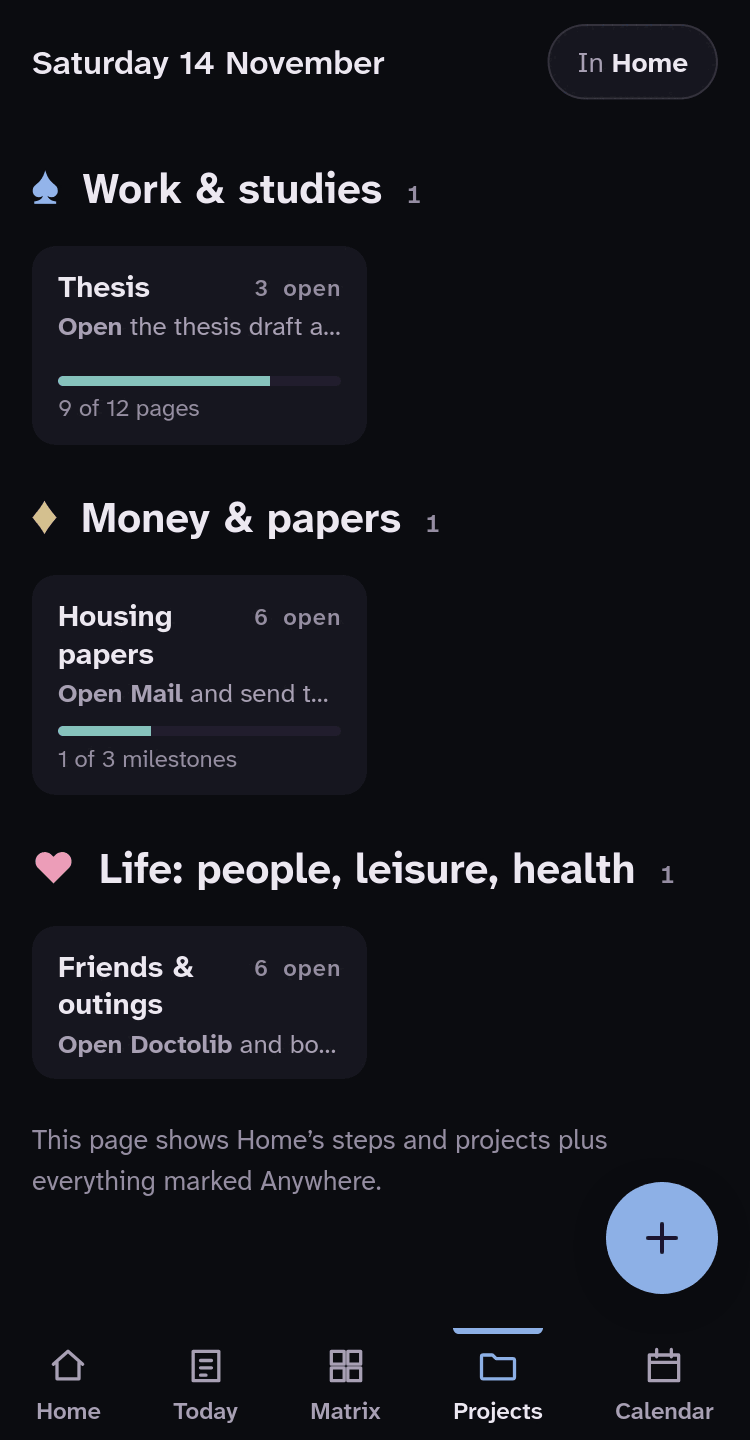 Saturday 14 November
In Home
Work & studies 1
Thesis 3 open
Open the thesis draft a...
9 of 12 pages
Money & papers 1
Housing 6 open
papers
Open Mail and send t...
1 of 3 milestones
Life: people, leisure, health 1
Friends & 6 open
outings
Open Doctolib and bo...
This page shows Home’s steps and projects plus
everything marked Anywhere.
Home Today Matrix Projects Calendar